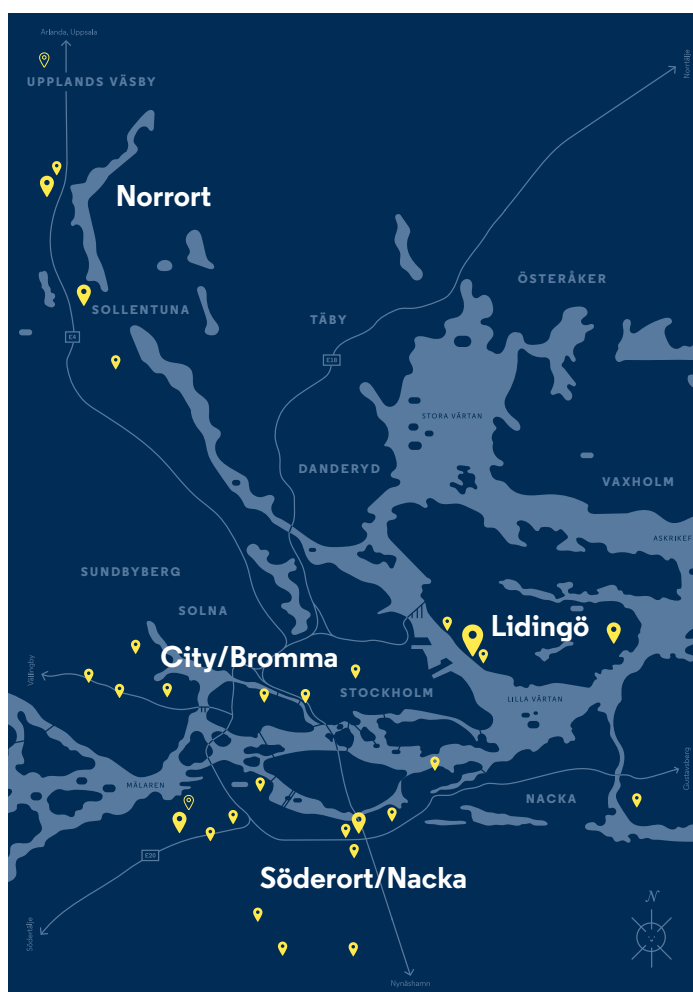 Arlanda, Uppsala
Norrtälje
UPPLANDS VÄSBY
Norrort
ÖSTERÅKER
SOLLENTUNA
TÄBY
E4
E18
STORA VÄRTAN
DANDERYD
VAXHOLM
ASKRIKEF
SUNDBYBERG
SOLNA
Lidingö
City/Bromma
Vällingby
STOCKHOLM
LILLA VÄRTAN
Gustavsberg
MÄLAREN
NACKA
E20
Söderort/Nacka
N
Södertälje
Nynäshamn